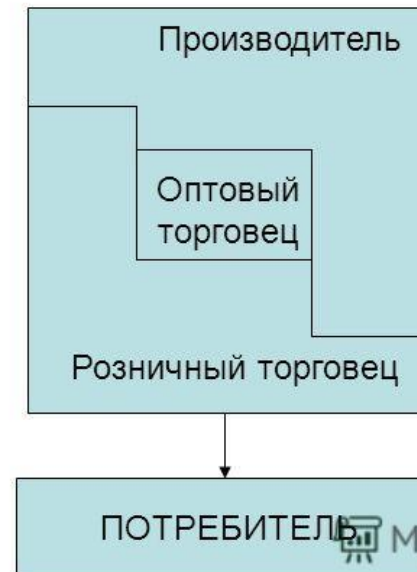 Производитель
Оптовый
торговец
Розничный торговец
ПОТРЕБИТЕЛЬ